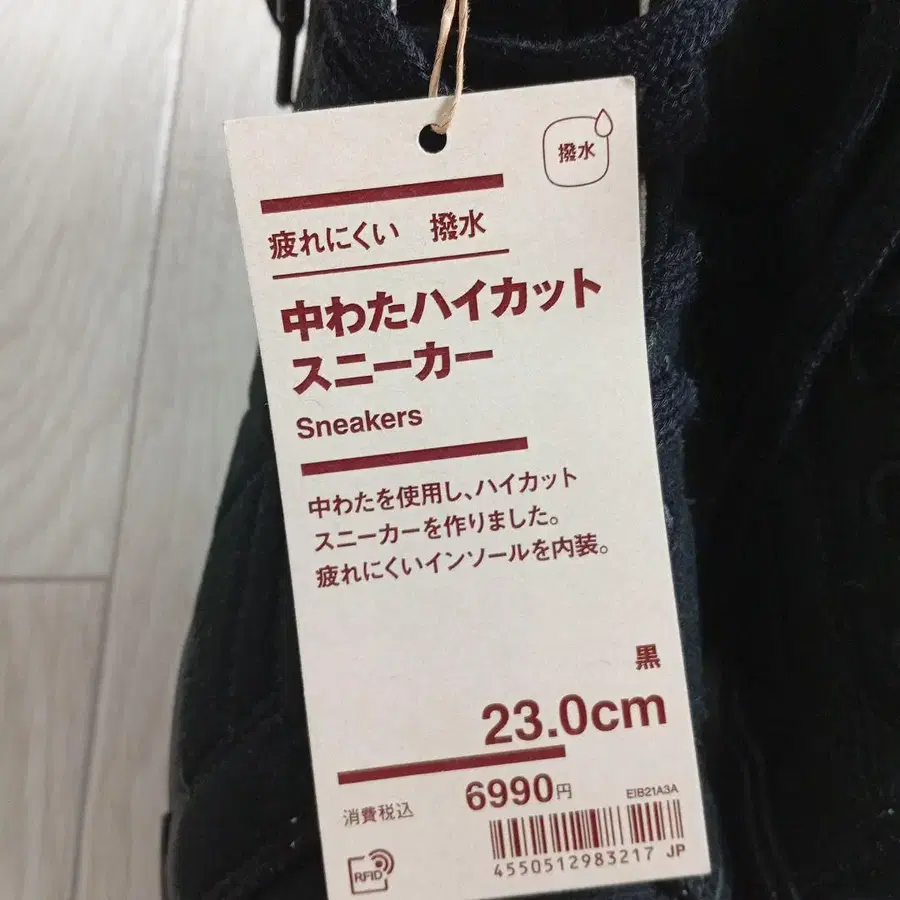 撥水
疲れにくい　撥水
中わたハイカット
スニーカー
Sneakers
中わたを使用し、ハイカット
スニーカーを作りました。
疲れにくいインソールを内装。
黒
23.0cm
消費税込 6990円
EIB21A3A
4550512983217 JP
RFID